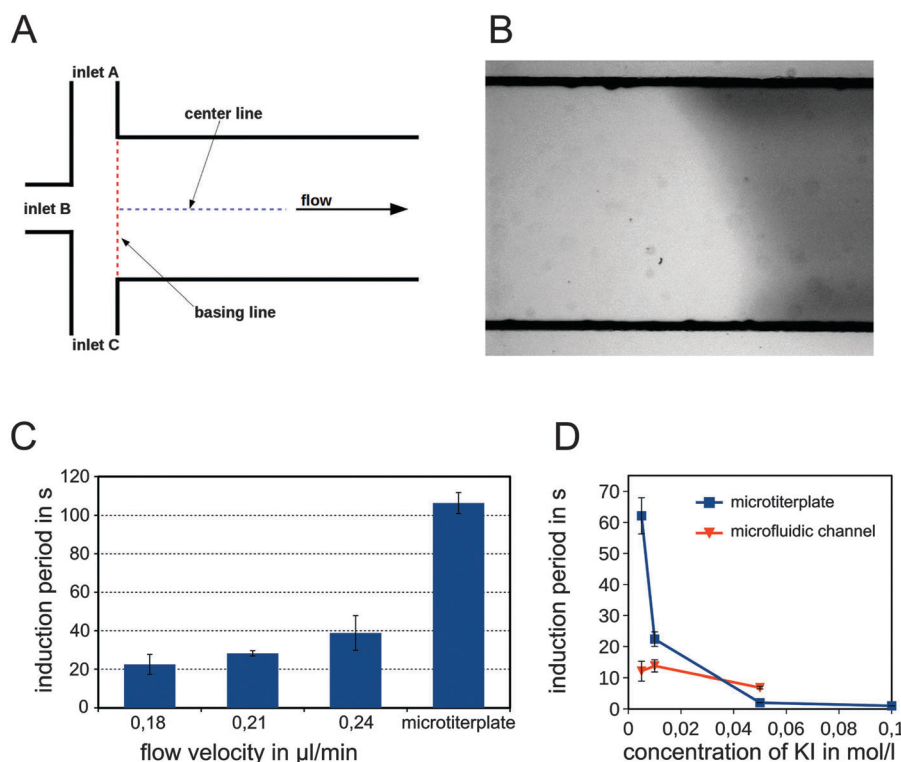 A
inlet A
center line
inlet B
flow
basing line
inlet C
B
C
induction period in s
120
100
80
60
40
20
0
0,18
0,21
0,24
microtiterplate
flow velocity in µl/min
D
induction period in s
70
60
50
40
30
20
10
0
microtiterplate
microfluidic channel
0
0,02
0,04
0,06
0,08
0,1
concentration of KI in mol/l